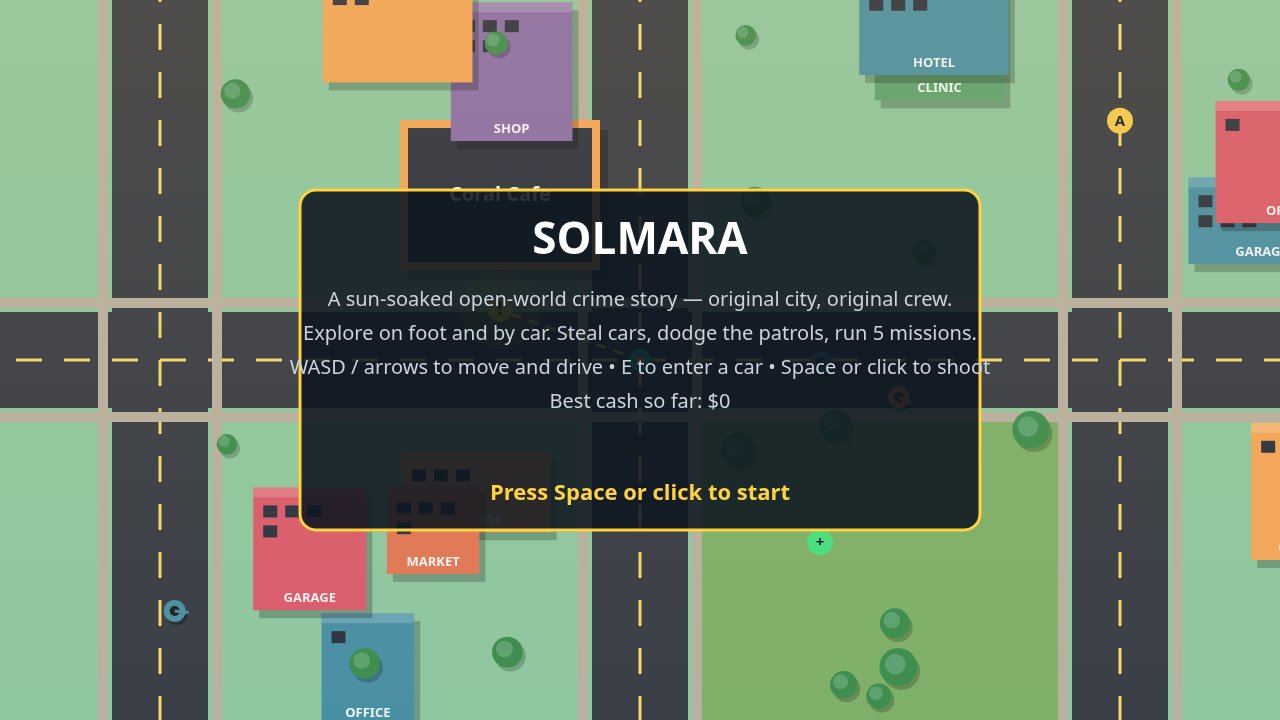 HOTEL
CLINIC
A
SHOP
Coral Cafe
SOLMARA
GARAG
A sun-soaked open-world crime story — original city, original crew.
Explore on foot and by car. Steal cars, dodge the patrols, run 5 missions.
WASD / arrows to move and drive • E to enter a car • Space or click to shoot
Best cash so far: $0
Press Space or click to start
+
MARKET
GARAGE
OFFICE